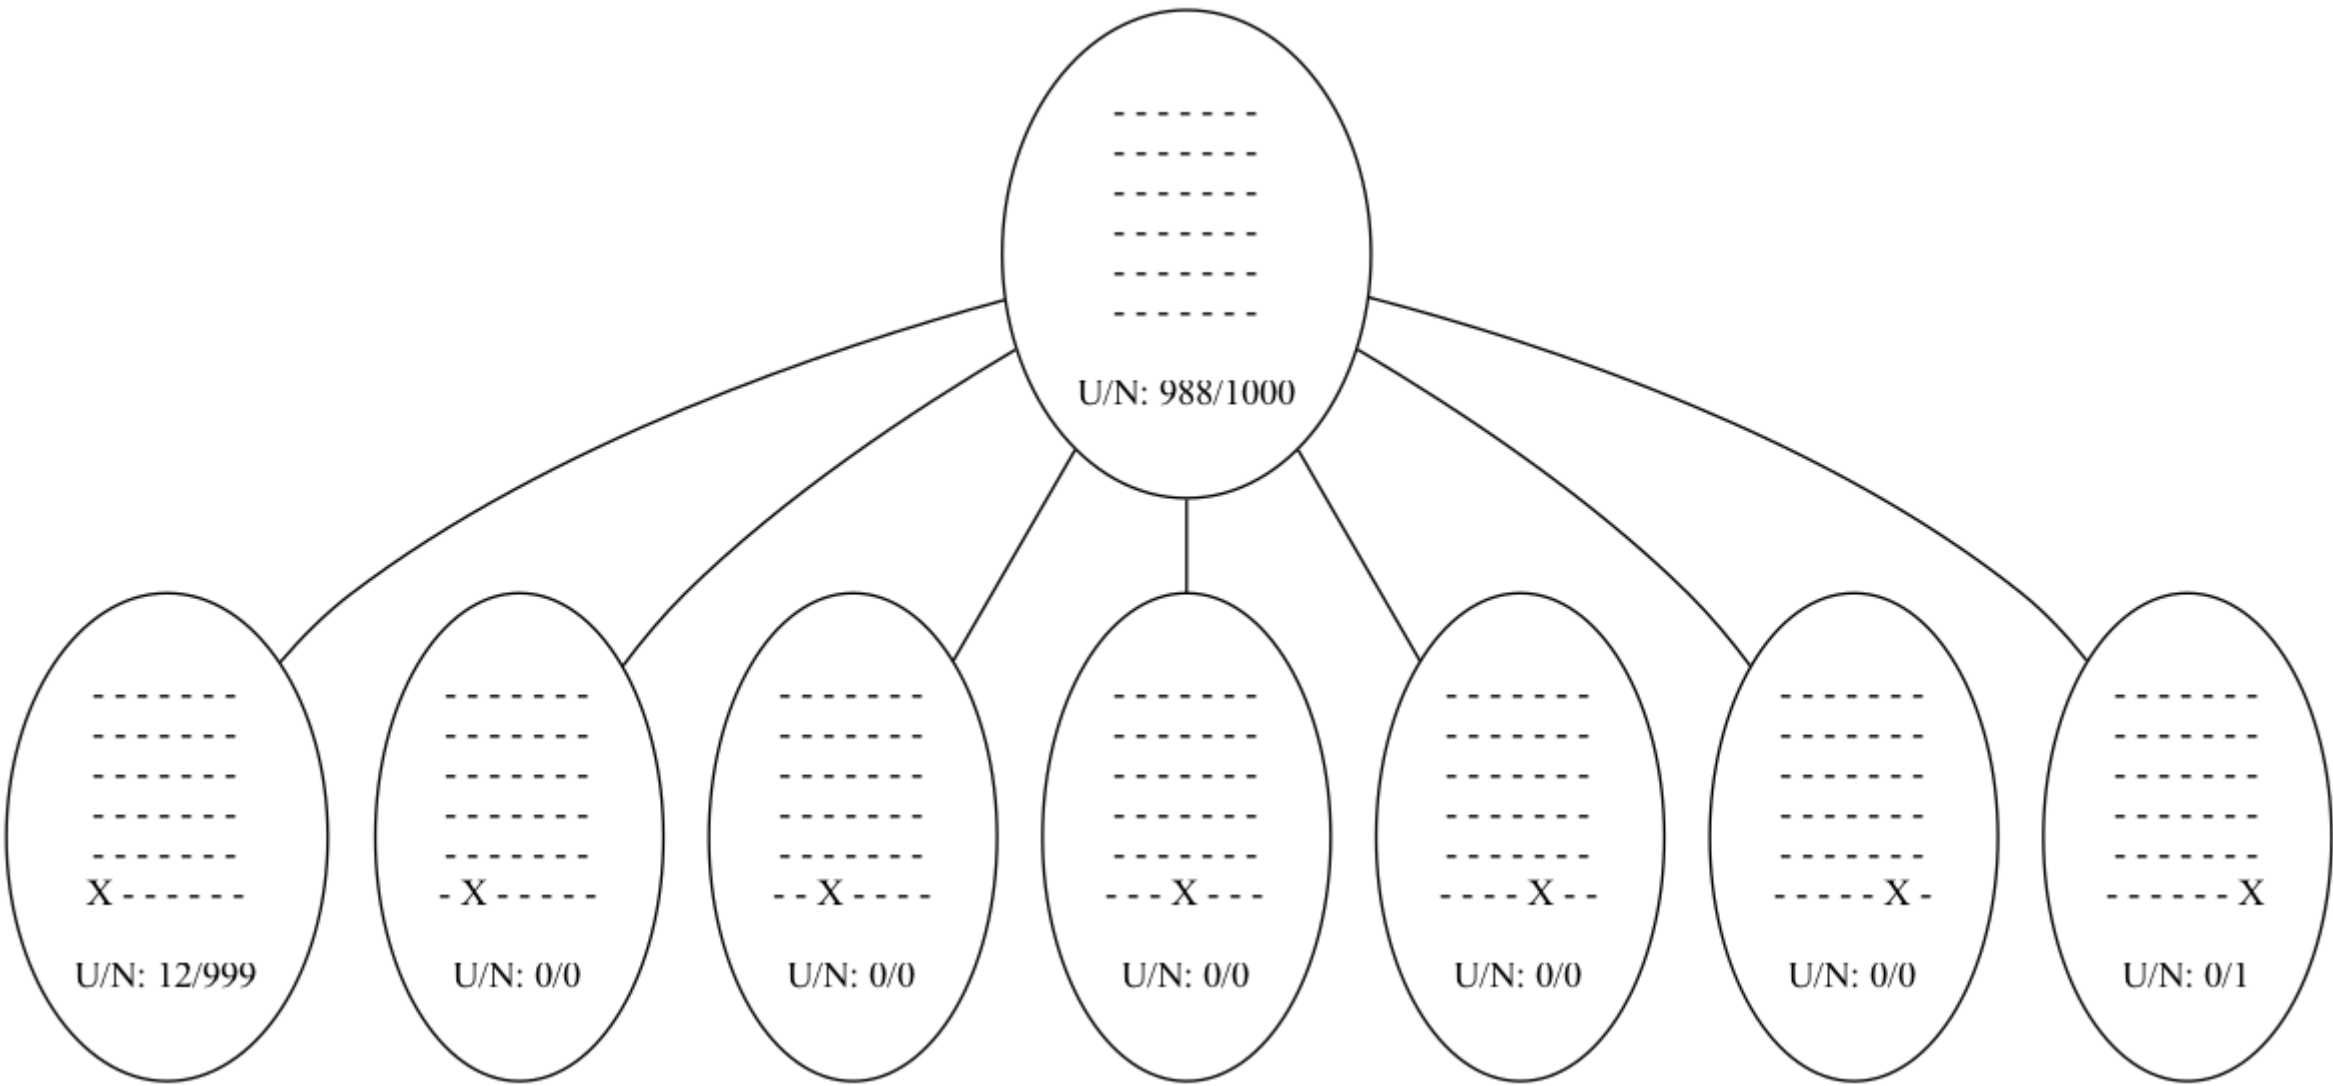 - - - - - - -
- - - - - - -
- - - - - - -
- - - - - - -
- - - - - - -
- - - - - - -
U/N: 988/1000
- - - - - - -
- - - - - - -
- - - - - - -
- - - - - - -
- - - - - - -
X - - - - - -
U/N: 12/999
- - - - - - -
- - - - - - -
- - - - - - -
- - - - - - -
- - - - - - -
- X - - - - -
U/N: 0/0
- - - - - - -
- - - - - - -
- - - - - - -
- - - - - - -
- - - - - - -
- - X - - - -
U/N: 0/0
- - - - - - -
- - - - - - -
- - - - - - -
- - - - - - -
- - - - - - -
- - - X - - -
U/N: 0/0
- - - - - - -
- - - - - - -
- - - - - - -
- - - - - - -
- - - - - - -
- - - - X - -
U/N: 0/0
- - - - - - -
- - - - - - -
- - - - - - -
- - - - - - -
- - - - - - -
- - - - - X -
U/N: 0/0
- - - - - - -
- - - - - - -
- - - - - - -
- - - - - - -
- - - - - - -
- - - - - - X
U/N: 0/1